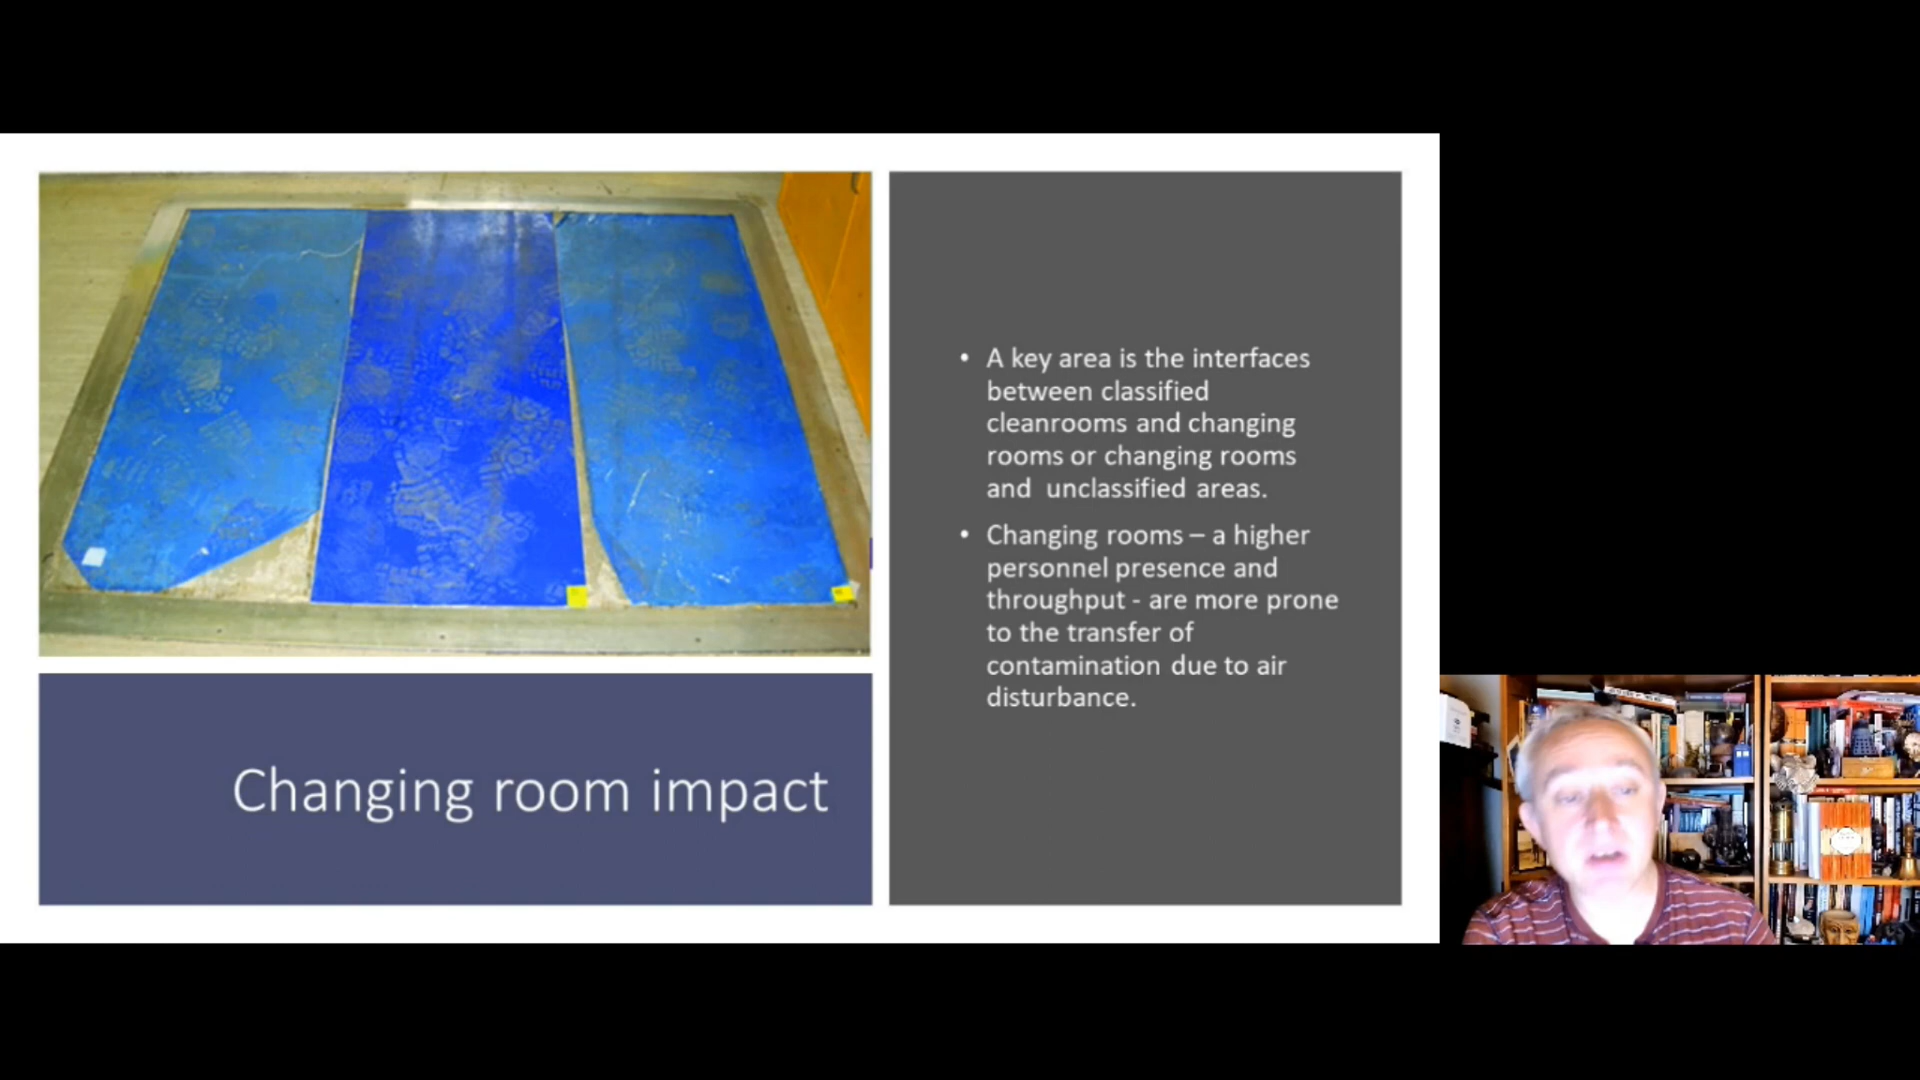 • A key area is the interfaces
between classified
cleanrooms and changing
rooms or changing rooms
and unclassified areas.
• Changing rooms – a higher
personnel presence and
throughput - are more prone
to the transfer of
contamination due to air
disturbance.
Changing room impact